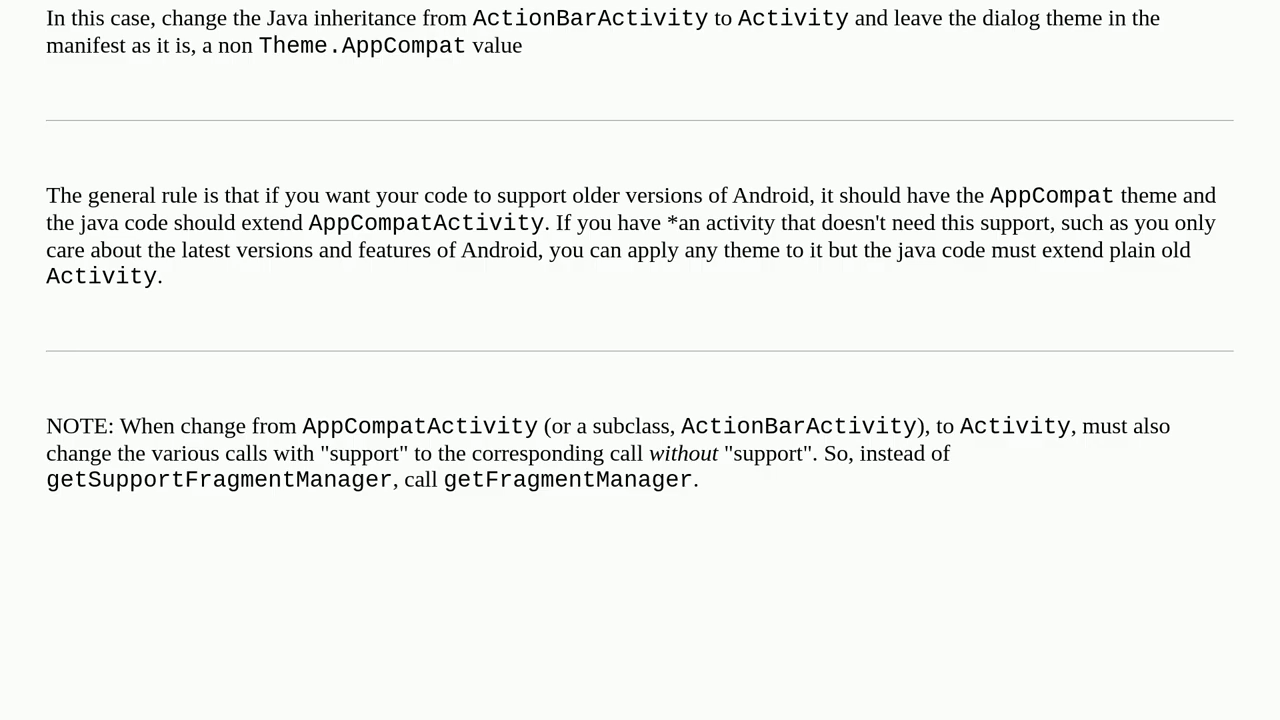 In this case, change the Java inheritance from ActionBarActivity to Activity and leave the dialog theme in the
manifest as it is, a non Theme.AppCompat value
The general rule is that if you want your code to support older versions of Android, it should have the AppCompat theme and
the java code should extend AppCompatActivity. If you have *an activity that doesn't need this support, such as you only
care about the latest versions and features of Android, you can apply any theme to it but the java code must extend plain old
Activity.
NOTE: When change from AppCompatActivity (or a subclass, ActionBarActivity), to Activity, must also
change the various calls with "support" to the corresponding call without "support". So, instead of
getSupportFragmentManager, call getFragmentManager.